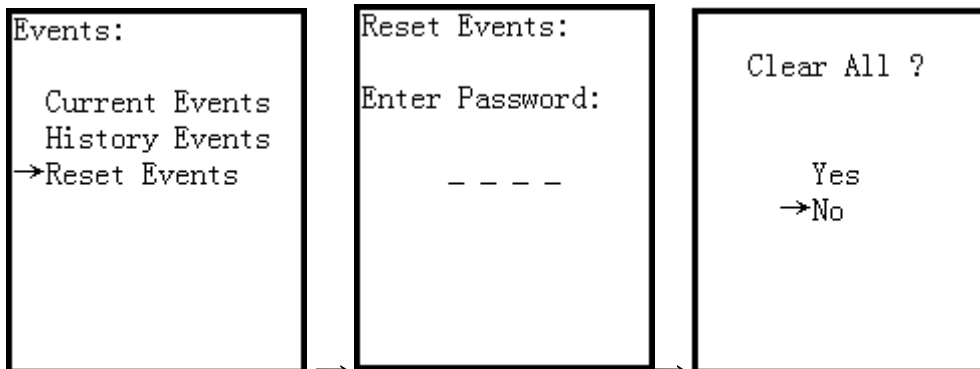 Events:
Current Events
History Events
→Reset Events
Reset Events:
Enter Password:
_ _ _ _
Clear All ?
Yes
→No